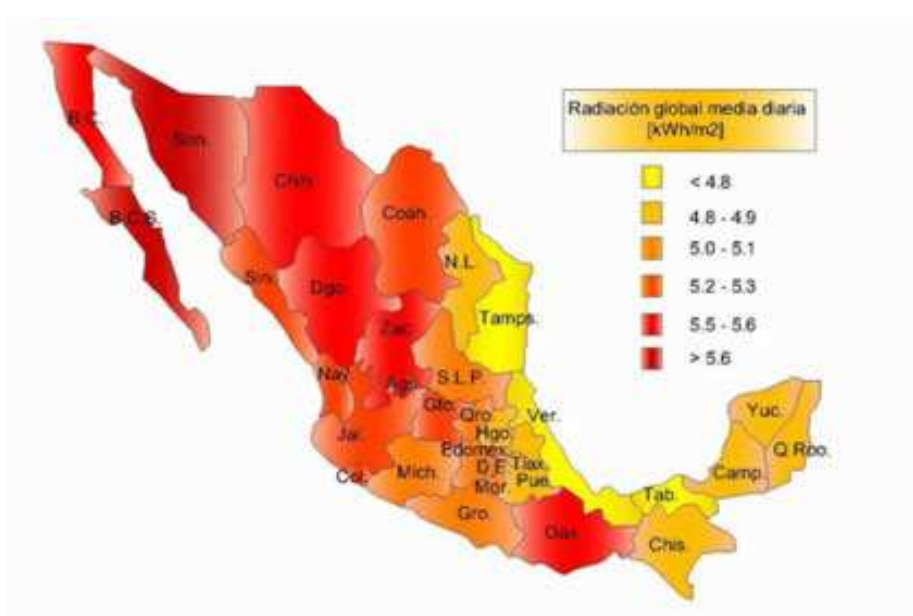 Radiación global media diaria
[kWh/m2]
< 4.8
4.8 - 4.9
5.0 - 5.1
5.2 - 5.3
5.5 - 5.6
> 5.6
B.C.
Son.
Chih.
Coah.
B.C.S.
Sin.
N.L.
Dgo.
Tamps.
Zac.
Nay.
Ags.
S.L.P.
Gto.
Qro.
Ver.
Yuc.
Jal.
Hgo.
Edomex.
Q Roo.
Col.
Mich.
D.F.
Tlax.
Camp.
Mor.
Pue.
Tab.
Gro.
Oax.
Chis.